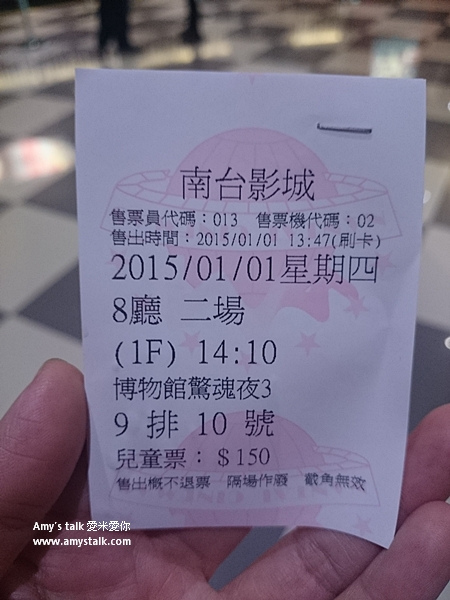 南台影城
售票員代碼：013 售票機代碼：02
售出時間：2015/01/01 13:47(刷卡)
2015/01/01星期四
8廳 二場
(1F) 14:10
博物館驚魂夜3
9 排 10 號
兒童票：$150
售出概不退票 隔場作廢 截角無效
Amy's talk 愛米愛你
www.amystalk.com